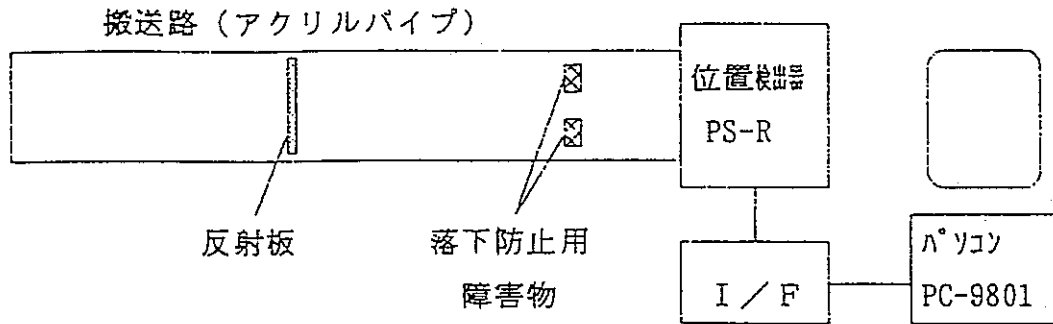 搬送路（アクリルパイプ）
位置検出器
PS-R
反射板
落下防止用
障害物
I／F
パソコン
PC-9801